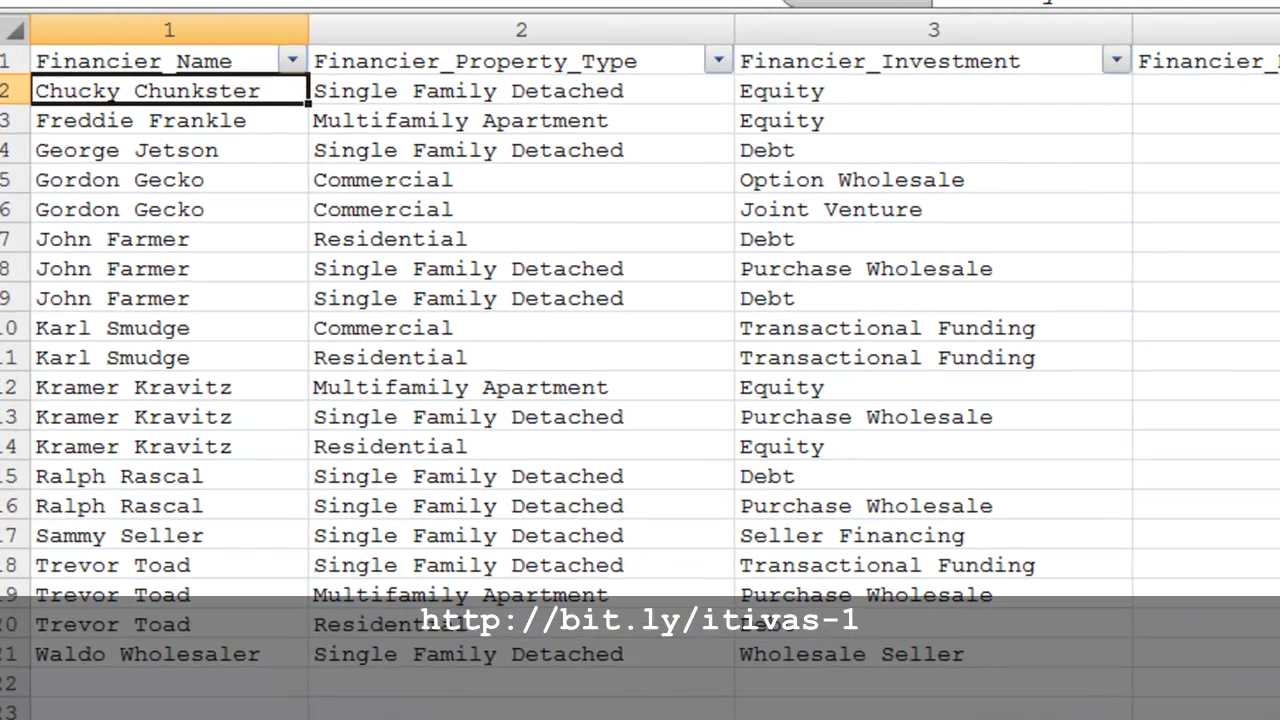 1 2 3
1 Financier_Name Financier_Property_Type Financier_Investment Financier_
2 Chucky Chunkster Single Family Detached Equity
3 Freddie Frankle Multifamily Apartment Equity
4 George Jetson Single Family Detached Debt
5 Gordon Gecko Commercial Option Wholesale
6 Gordon Gecko Commercial Joint Venture
7 John Farmer Residential Debt
8 John Farmer Single Family Detached Purchase Wholesale
9 John Farmer Single Family Detached Debt
10 Karl Smudge Commercial Transactional Funding
11 Karl Smudge Residential Transactional Funding
12 Kramer Kravitz Multifamily Apartment Equity
13 Kramer Kravitz Single Family Detached Purchase Wholesale
14 Kramer Kravitz Residential Equity
15 Ralph Rascal Single Family Detached Debt
16 Ralph Rascal Single Family Detached Purchase Wholesale
17 Sammy Seller Single Family Detached Seller Financing
18 Trevor Toad Single Family Detached Transactional Funding
19 Trevor Toad Multifamily Apartment Purchase Wholesale
http://bit.ly/itivas-1
20 Trevor Toad Residential Debt
21 Waldo Wholesaler Single Family Detached Wholesale Seller
22
23